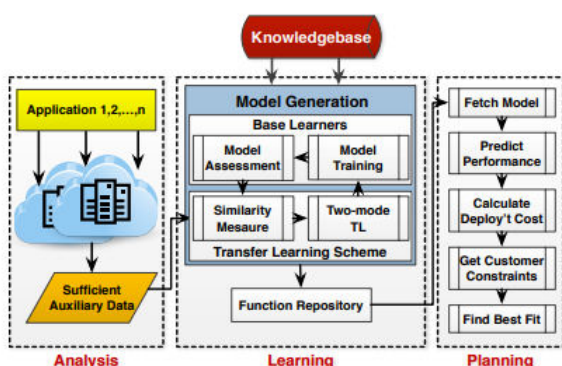 Knowledgebase
Application 1,2,...,n
Sufficient
Auxiliary Data
Analysis
Model Generation
Base Learners
Model
Assessment
Model
Training
Similarity
Mesaure
Two-mode
TL
Transfer Learning Scheme
Function Repository
Learning
Fetch Model
Predict
Performance
Calculate
Deploy't Cost
Get Customer
Constraints
Find Best Fit
Planning